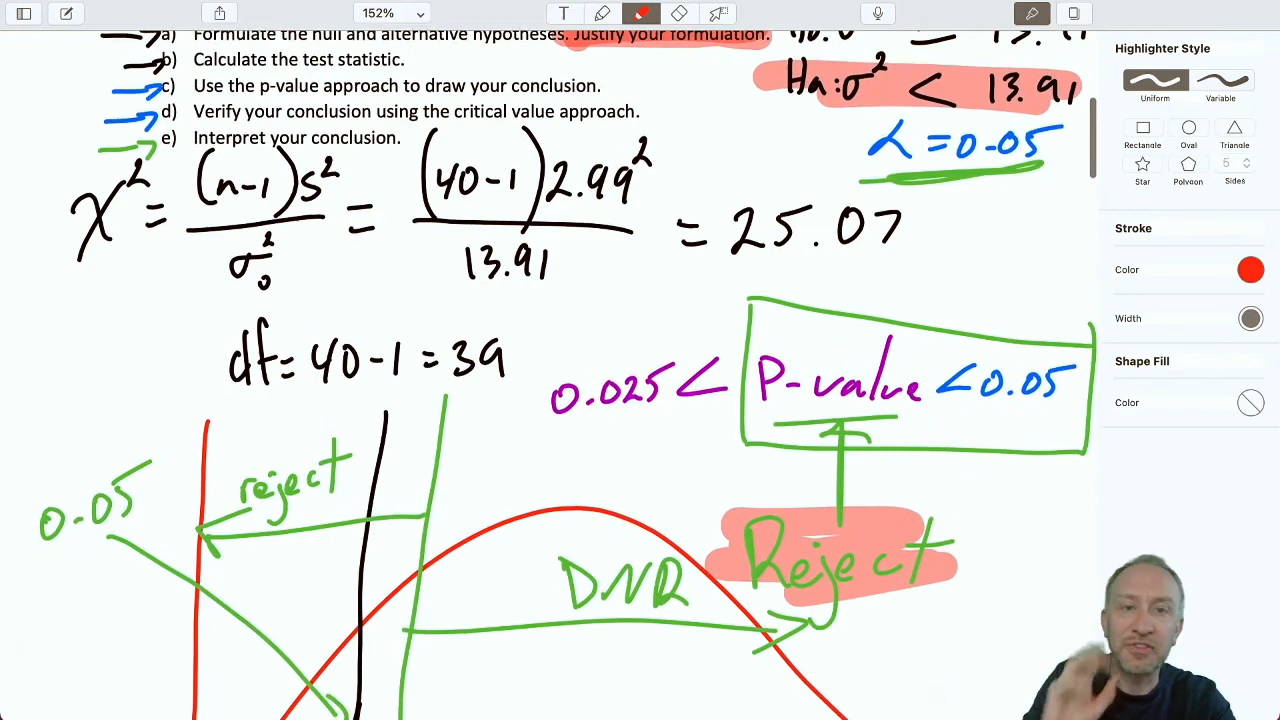 152%
T
a) Formulate the null and alternative hypotheses. Justify your formulation.
b) Calculate the test statistic.
c) Use the p-value approach to draw your conclusion.
d) Verify your conclusion using the critical value approach.
e) Interpret your conclusion.
Ha: σ² < 13.91
α = 0.05
χ² = (n-1)s² / σ₀² = (40-1)2.99² / 13.91 = 25.07
df = 40-1 = 39
0.025 < P-value < 0.05
0.05
reject
DNR
Reject
Highlighter Style
Uniform
Variable
Rectangle
Oval
Triangle
Star
Polygon
5
Sides
Stroke
Color
Width
Shape Fill
Color